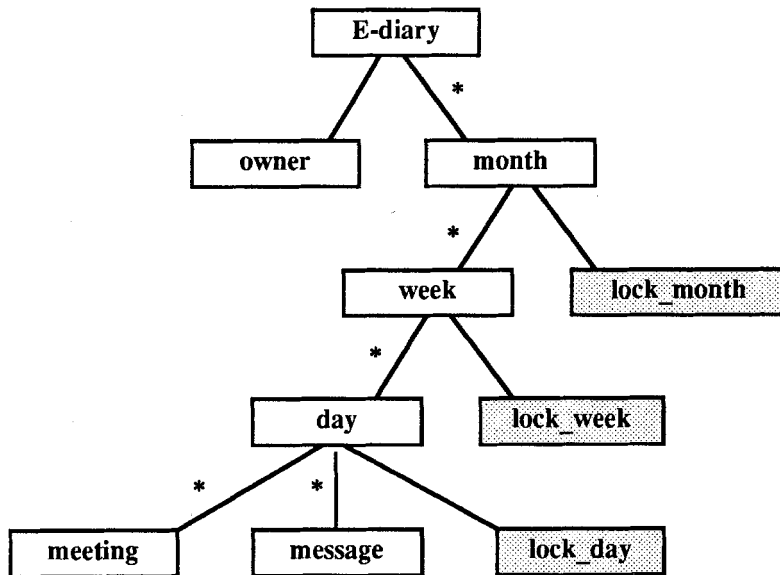 E-diary
*
owner
month
*
week
lock_month
*
day
lock_week
*
*
meeting
message
lock_day